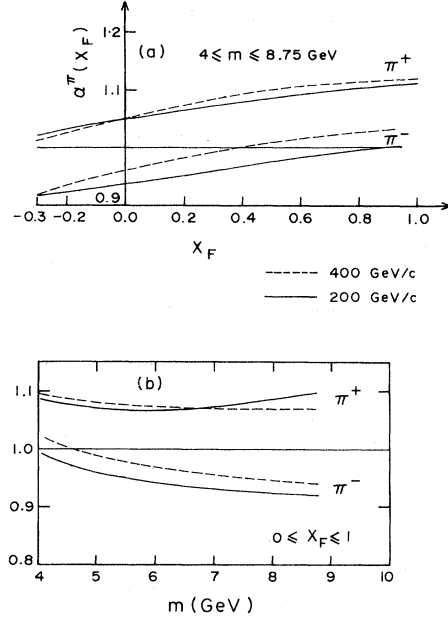 α^π (X_F)
(a)
4 ≤ m ≤ 8.75 GeV
π+
π−
1.2
1.1
0.9
−0.3 −0.2 0.0 0.2 0.4 0.6 0.8 1.0
X_F
400 GeV/c
200 GeV/c
(b)
π+
π−
1.1
1.0
0.9
0.8
0 ≤ X_F ≤ 1
4 5 6 7 8 9 10
m (GeV)